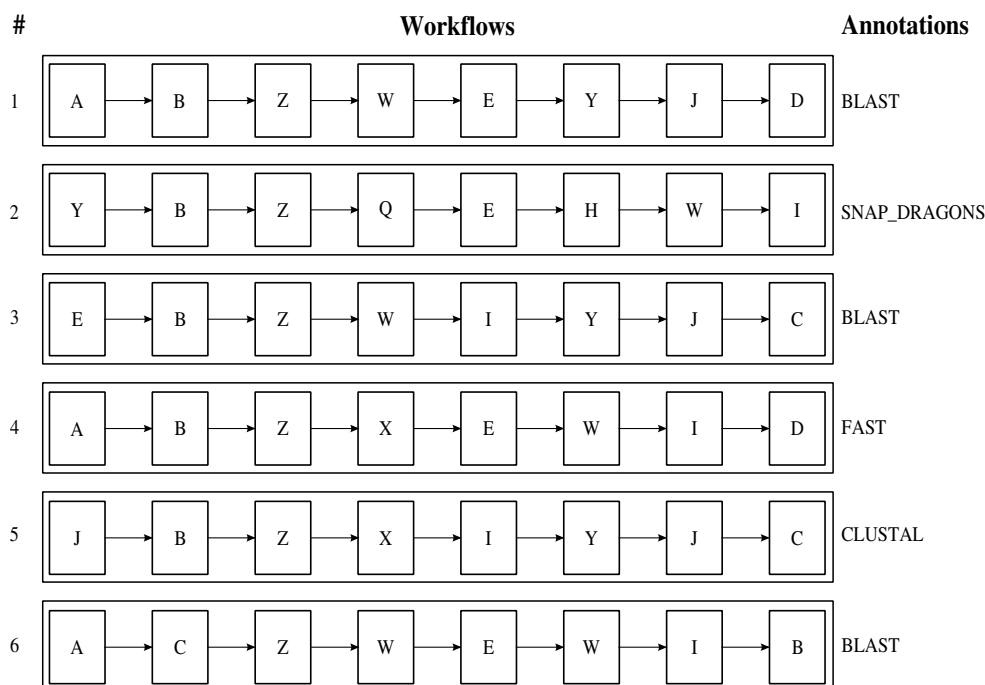 # Workflows Annotations
1 A B Z W E Y J D BLAST
2 Y B Z Q E H W I SNAP_DRAGONS
3 E B Z W I Y J C BLAST
4 A B Z X E W I D FAST
5 J B Z X I Y J C CLUSTAL
6 A C Z W E W I B BLAST